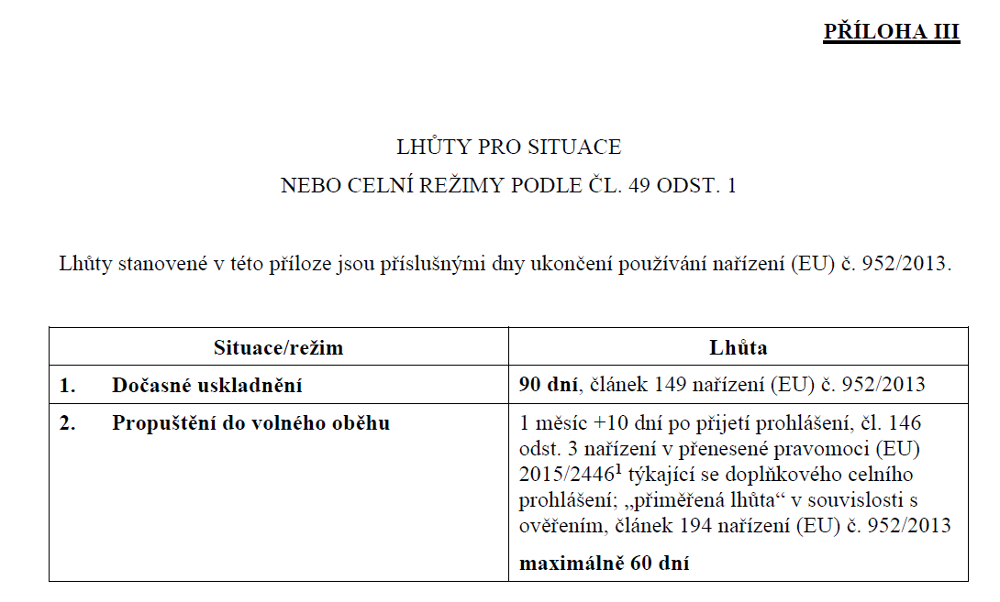 PŘÍLOHA III
LHŮTY PRO SITUACE
NEBO CELNÍ REŽIMY PODLE ČL. 49 ODST. 1
Lhůty stanovené v této příloze jsou příslušnými dny ukončení používání nařízení (EU) č. 952/2013.
Situace/režim Lhůta
1. Dočasné uskladnění 90 dní, článek 149 nařízení (EU) č. 952/2013
2. Propuštění do volného oběhu 1 měsíc +10 dní po přijetí prohlášení, čl. 146
odst. 3 nařízení v přenesené pravomoci (EU)
2015/2446¹ týkající se doplňkového celního
prohlášení; „přiměřená lhůta“ v souvislosti s
ověřením, článek 194 nařízení (EU) č. 952/2013
maximálně 60 dní